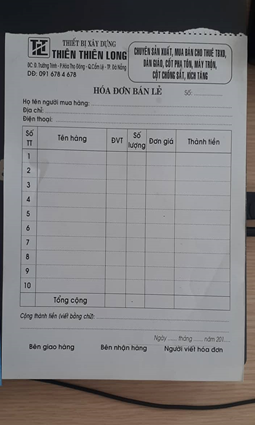 THIẾT BỊ XÂY DỰNG
THIÊN THIÊN LONG
ĐC: Đ. Trường Trinh - P.Hòa Thọ Đông - Q.Cẩm Lệ - TP. Đà Nẵng
DĐ: 091 678 4 678
CHUYÊN SẢN XUẤT, MUA BÁN CHO THUÊ
DÀN GIÁO, CỐT PHA TÔN, MÁY TRỘN,
CỘT CHỐNG SẮT, KÍCH TĂNG
HÓA ĐƠN BÁN LẺ
Số:
Họ tên người mua hàng:
Điện thoại:
Số TT Tên hàng ĐVT Số lượng Đơn giá Thành tiền
1
2
3
4
5
6
7
8
9
10
Tổng cộng
Cộng thành tiền (viết bằng chữ):
Ngày ...... tháng ...... năm 201...
Bên giao hàng Bên nhận hàng Người viết hóa đơn